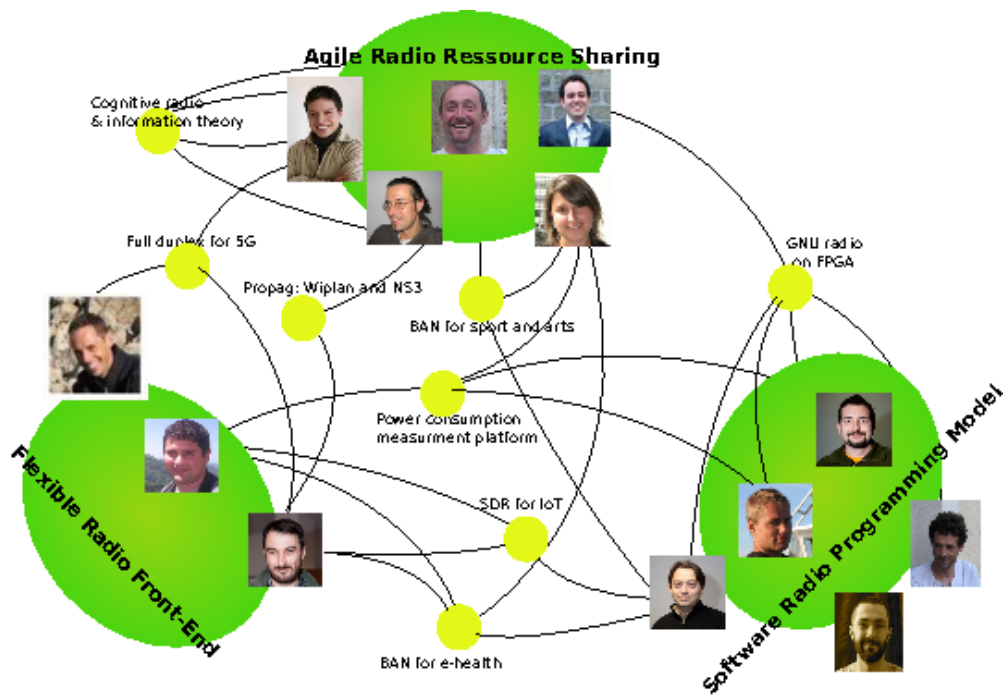 Agile Radio Ressource Sharing
Cognitive radio
& information theory
Full duplex for 5G
GNU radio
on FPGA
Propag: Wiplan and NS3
BAN for sport and arts
Power consumption
measurment platform
SDR for IoT
BAN for e-health
Flexible Radio Front-End
Software Radio Programming Model